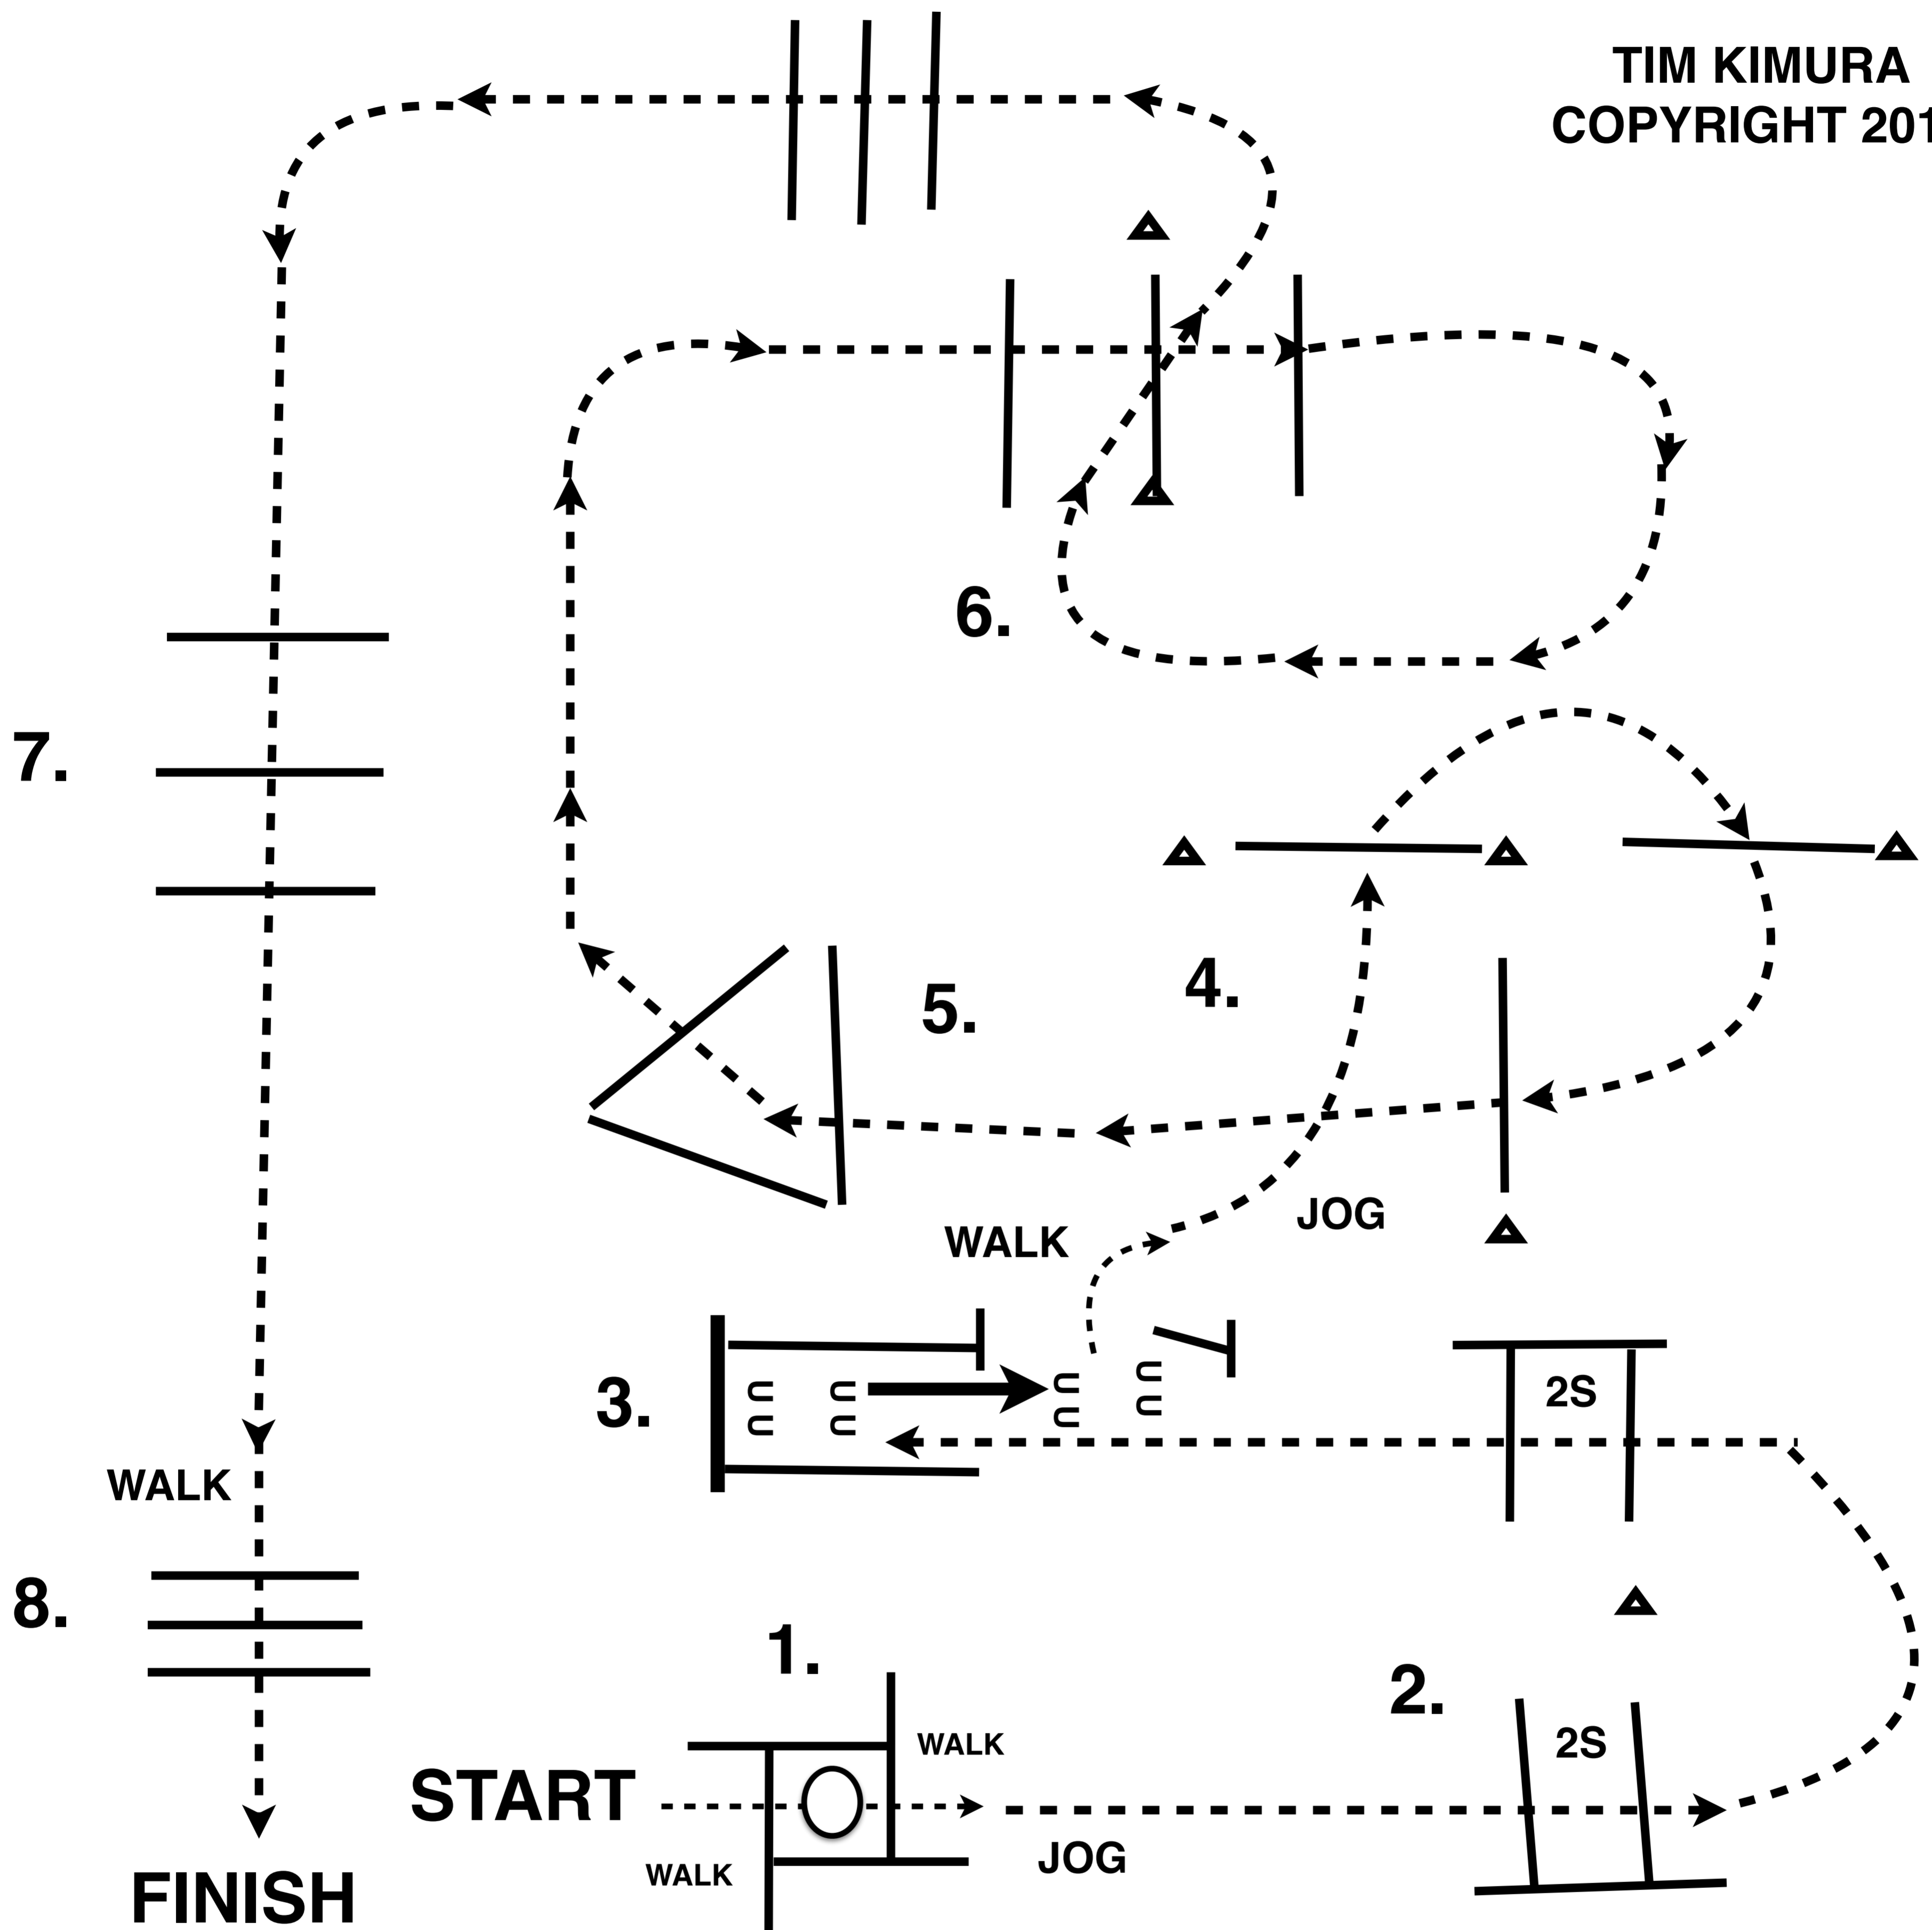 TIM KIMURA
COPYRIGHT 201
6.
7.
4.
5.
JOG
WALK
3.
2S
WALK
8.
1.
2.
WALK
2S
START
JOG
WALK
FINISH